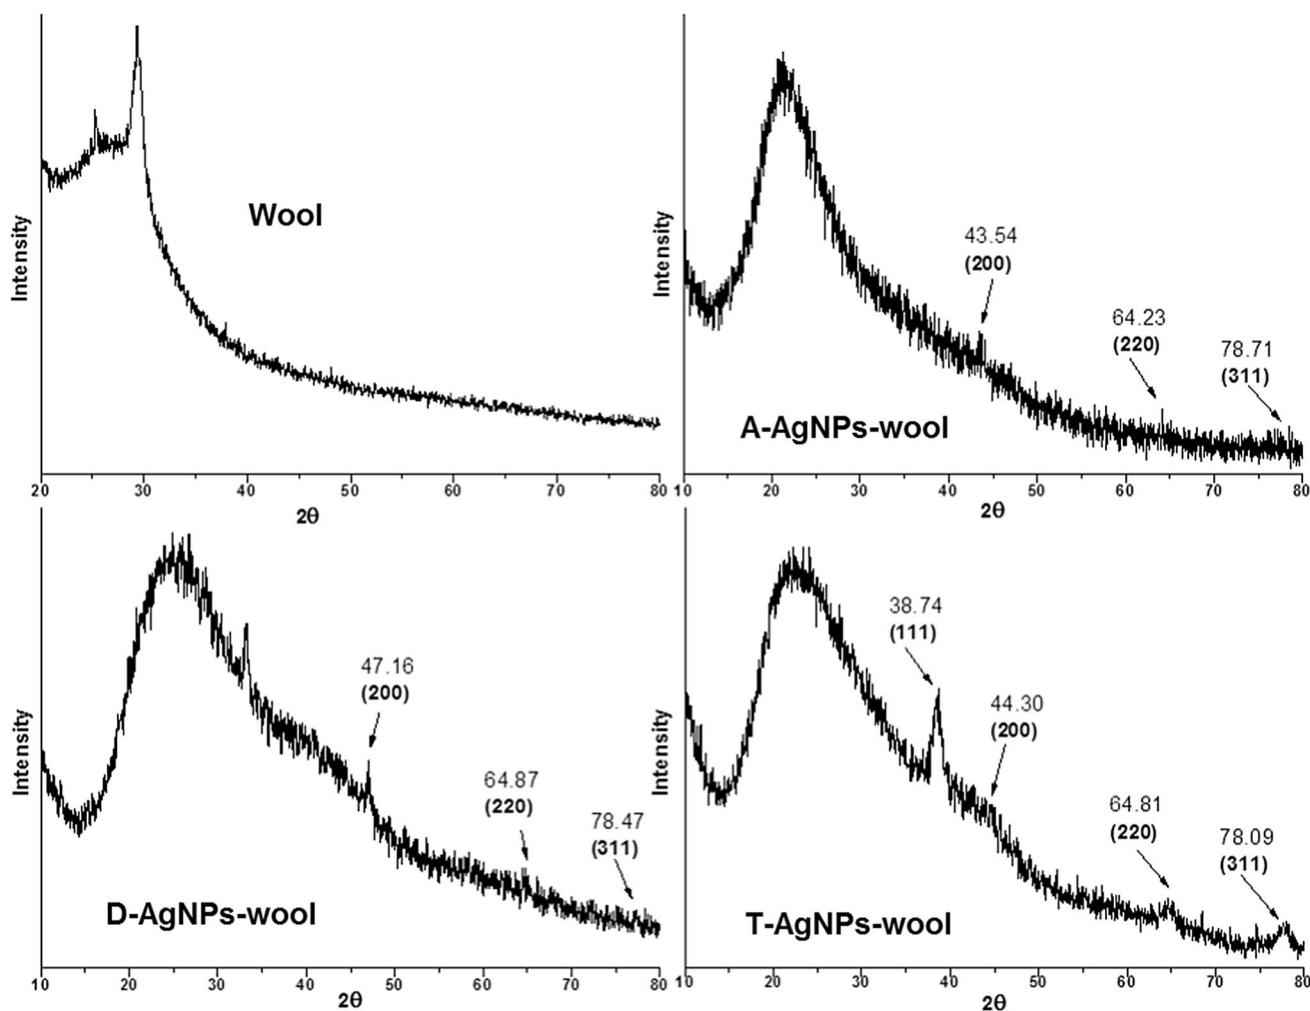 Intensity
Wool
20 30 40 50 60 70 80
2θ
Intensity
43.54
(200)
64.23
(220)
78.71
(311)
A-AgNPs-wool
10 20 30 40 50 60 70 80
2θ
Intensity
47.16
(200)
64.87
(220)
78.47
(311)
D-AgNPs-wool
10 20 30 40 50 60 70 80
2θ
Intensity
38.74
(111)
44.30
(200)
64.81
(220)
78.09
(311)
T-AgNPs-wool
10 20 30 40 50 60 70 80
2θ